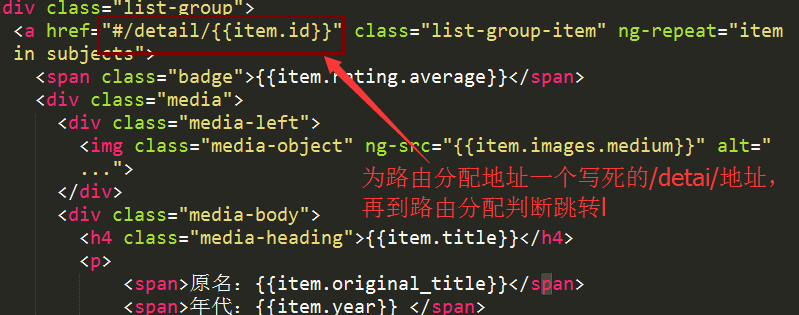 div class="list-group">
<a href="#/detail/{{item.id}}" class="list-group-item" ng-repeat="item
in subjects">
<span class="badge">{{item.rating.average}}</span>
<div class="media">
<div class="media-left">
<img class="media-object" ng-src="{{item.images.medium}}" alt="
...">
</div>
为路由分配地址一个写死的/detai/地址，
再到路由分配判断跳转l
<div class="media-body">
<h4 class="media-heading">{{item.title}}</h4>
<p>
<span>原名：{{item.original_title}}</span>
<span>年代：{{item.year}} </span>